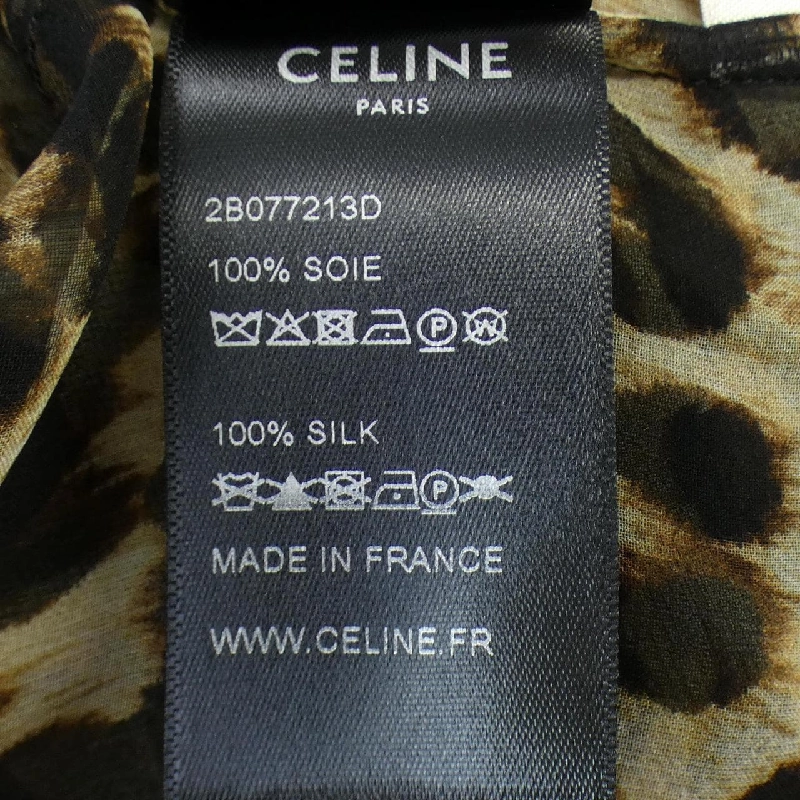 CELINE
PARIS
2B077213D
100% SOIE
P W
100% SILK
P
MADE IN FRANCE
WWW.CELINE.FR